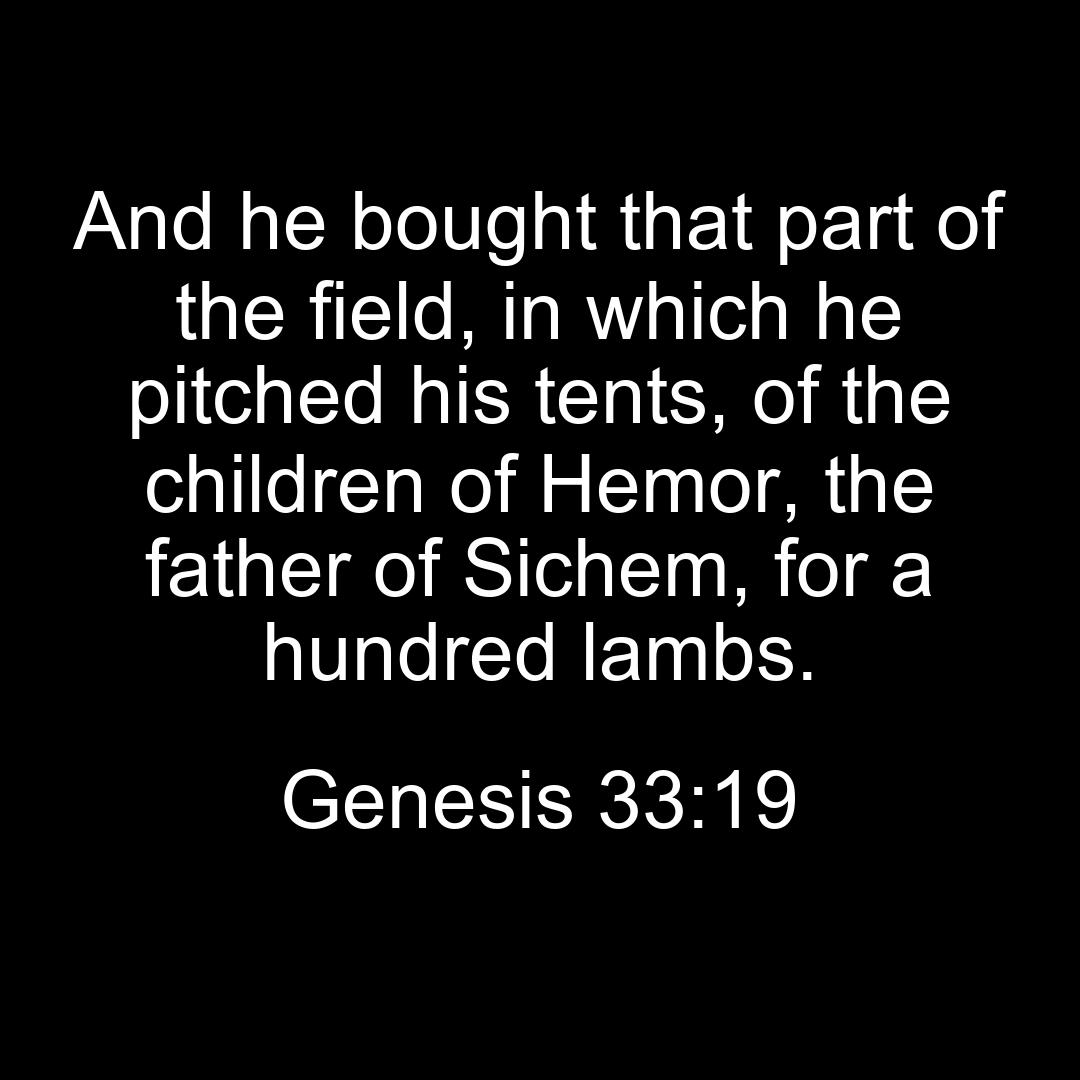 And he bought that part of
the field, in which he
pitched his tents, of the
children of Hemor, the
father of Sichem, for a
hundred lambs.
Genesis 33:19